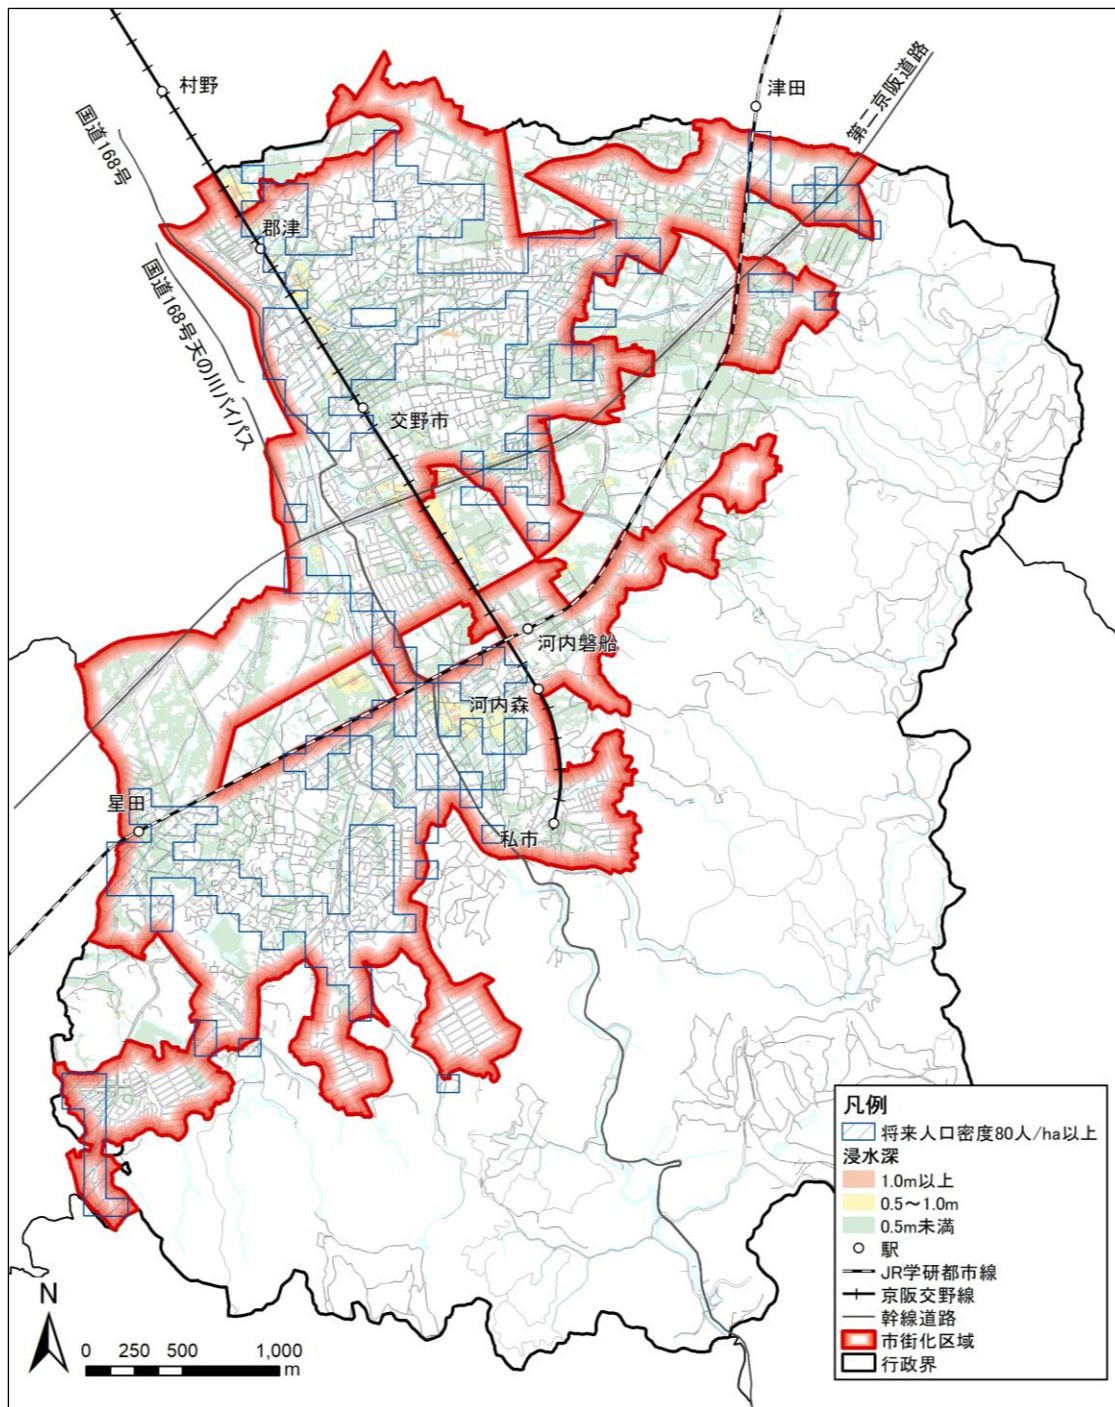 村野
津田
第二京阪道路
国道168号
郡津
国道168号天の川バイパス
交野市
河内磐船
河内森
星田
私市
凡例
将来人口密度80人/ha以上
浸水深
1.0m以上
0.5～1.0m
0.5m未満
駅
JR学研都市線
京阪交野線
幹線道路
市街化区域
行政界
N
0 250 500 1,000
m